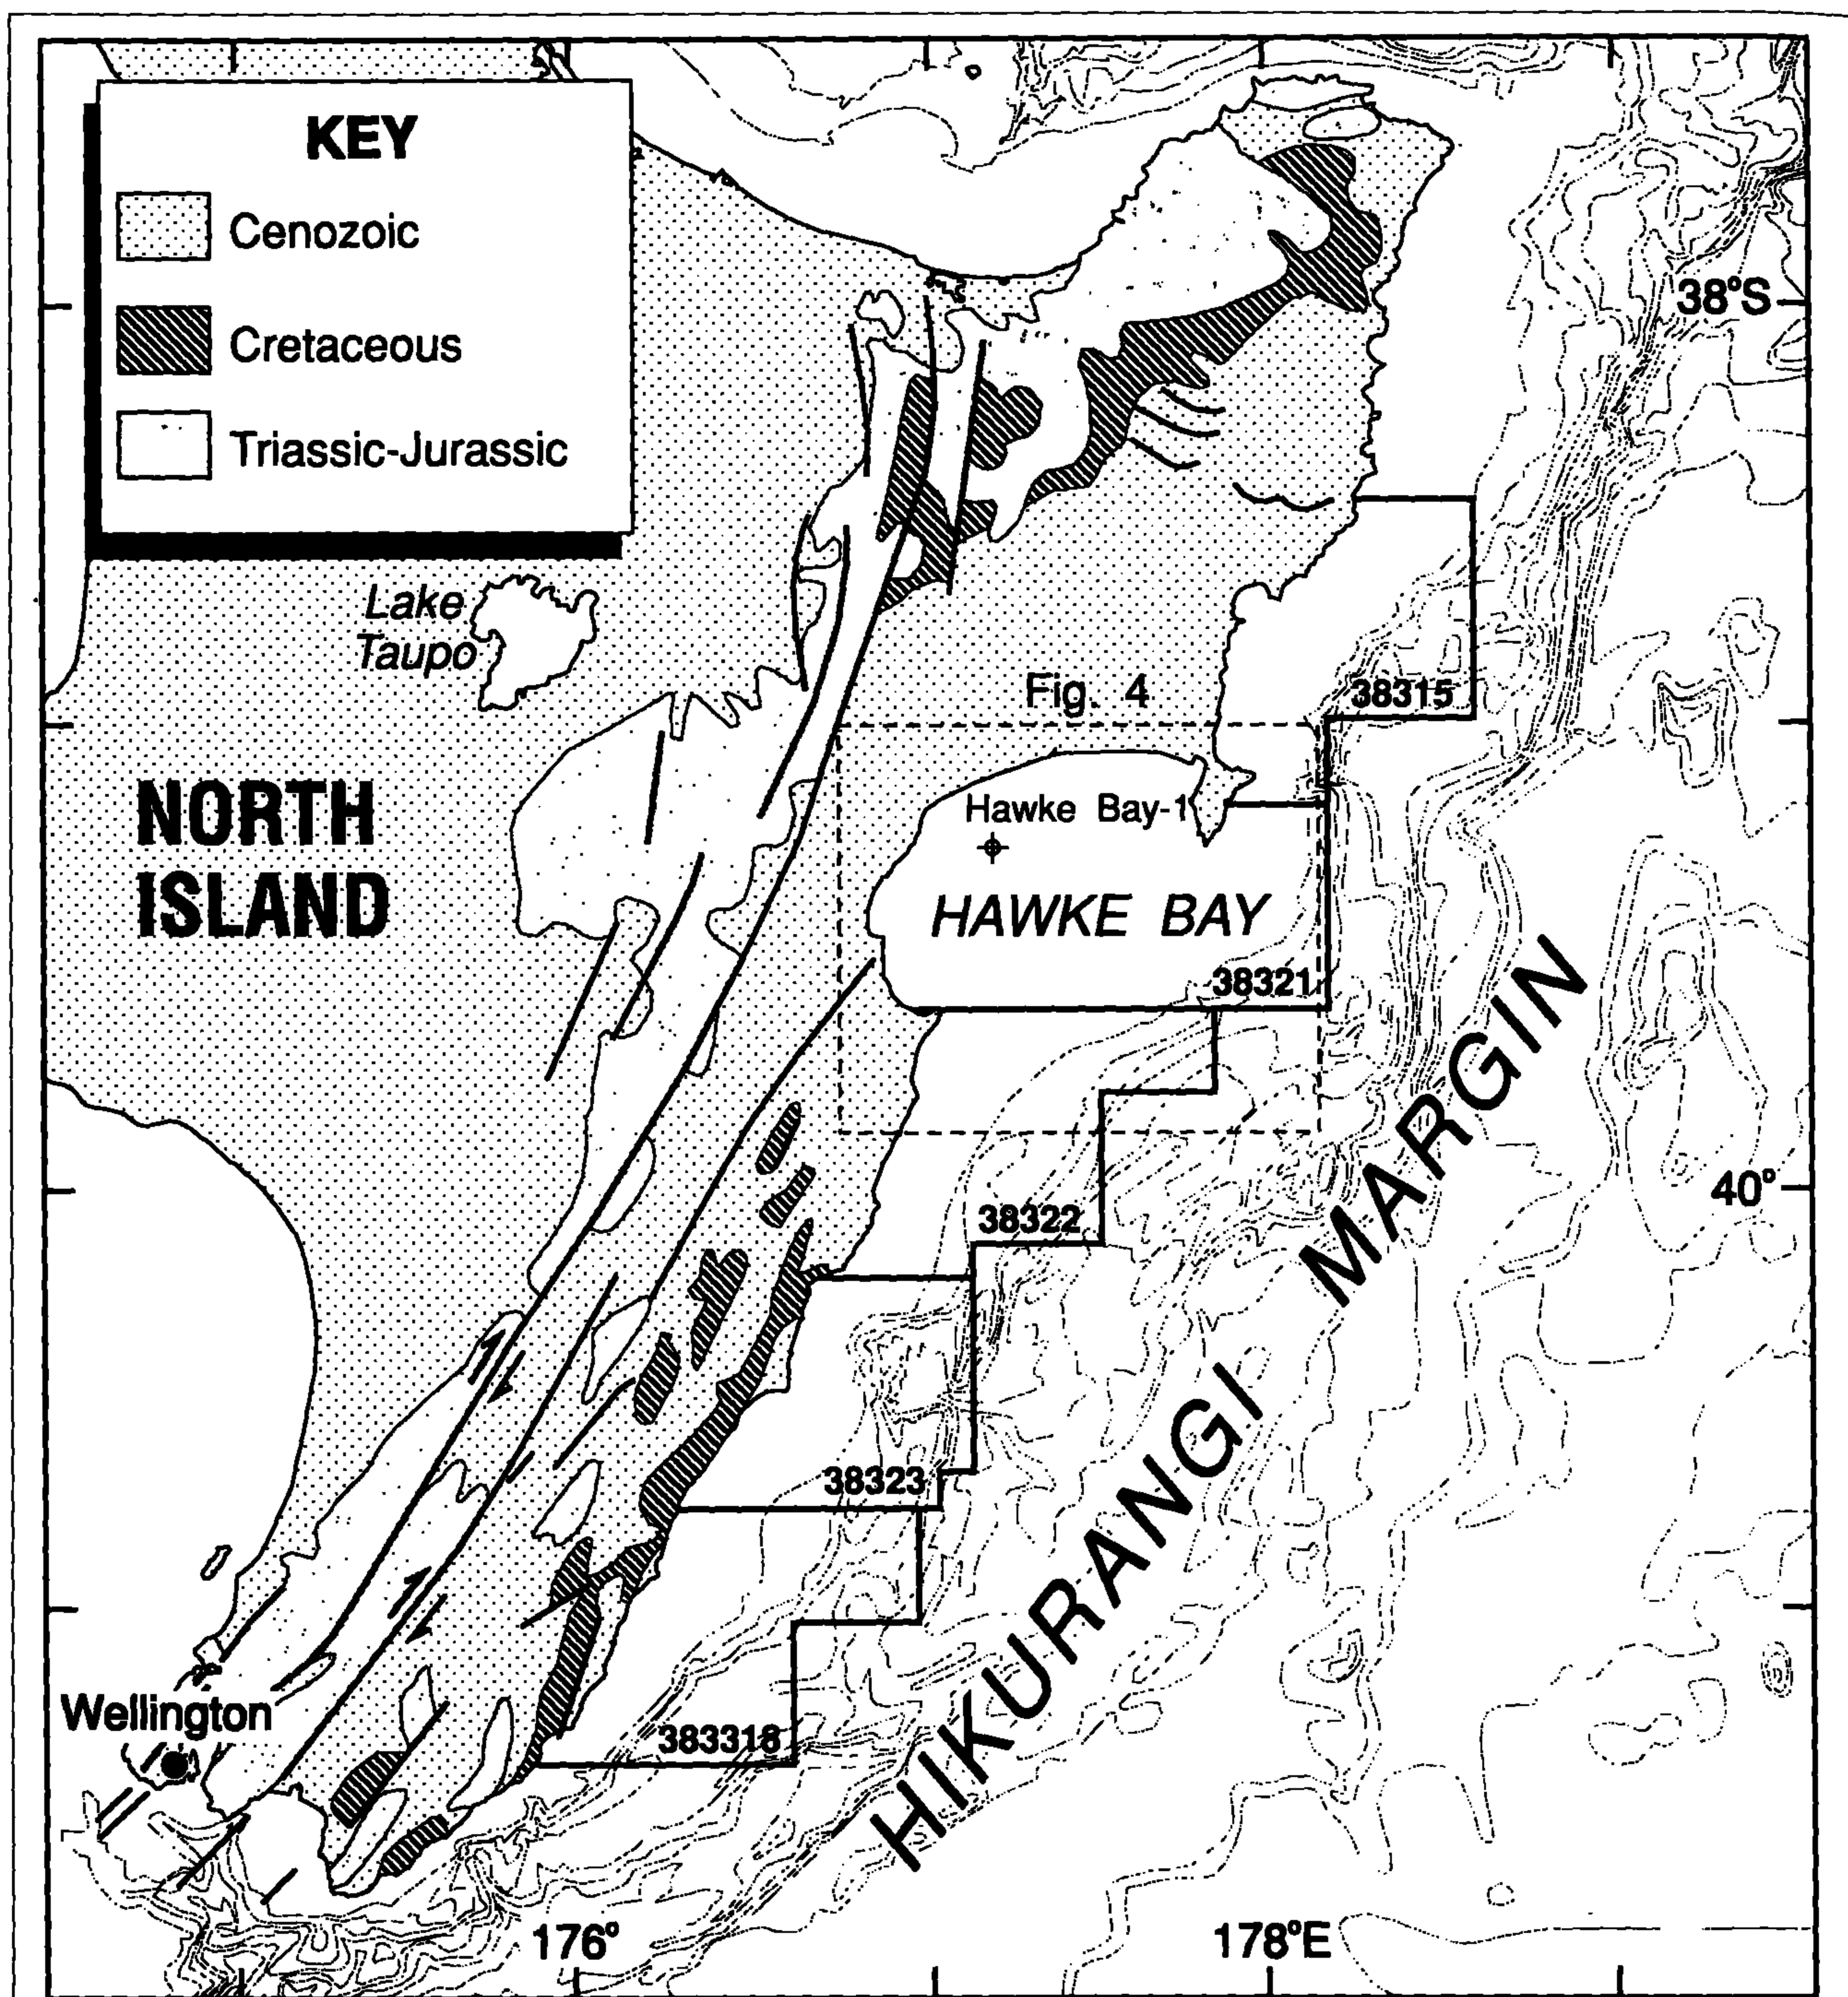 KEY
Cenozoic
Cretaceous
Triassic-Jurassic
38°S
Lake
Taupo
38315
Fig. 4
NORTH
ISLAND
Hawke Bay-1
HAWKE BAY
38321
40°
38322
HIKURANGI MARGIN
38323
Wellington
383318
176°
178°E